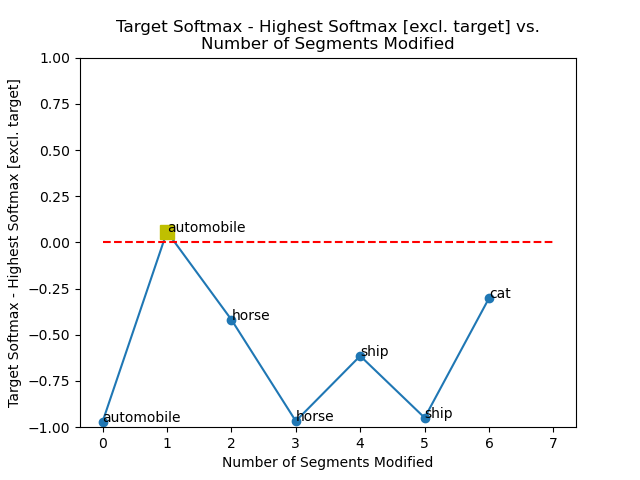 Target Softmax - Highest Softmax [excl. target] vs.
Number of Segments Modified
Target Softmax - Highest Softmax [excl. target]
1.00
0.75
0.50
0.25
0.00
−0.25
−0.50
−0.75
−1.00
automobile
automobile
horse
horse
ship
ship
cat
0 1 2 3 4 5 6 7
Number of Segments Modified